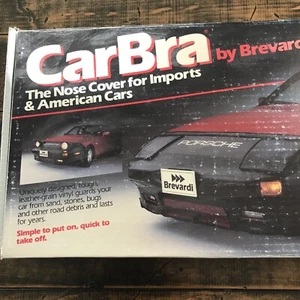 CarBra by Brevard
The Nose Cover for Imports
& American Cars
PORSCHE
Brevardi
Uniquely designed, tough,
leather-grain vinyl guards your
car from sand, stones, bugs
and other road debris and lasts
for years.
Simple to put on, quick to
take off.